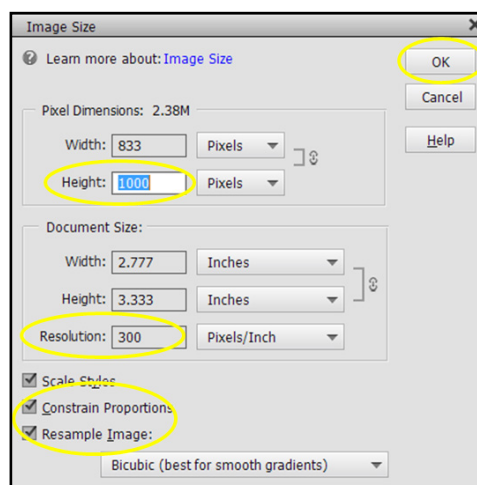 Image Size
Learn more about: Image Size
OK
Cancel
Help
Pixel Dimensions: 2.38M
Width: 833 Pixels
Height: 1000 Pixels
Document Size:
Width: 2.777 Inches
Height: 3.333 Inches
Resolution: 300 Pixels/Inch
Scale Styles
Constrain Proportions
Resample Image:
Bicubic (best for smooth gradients)